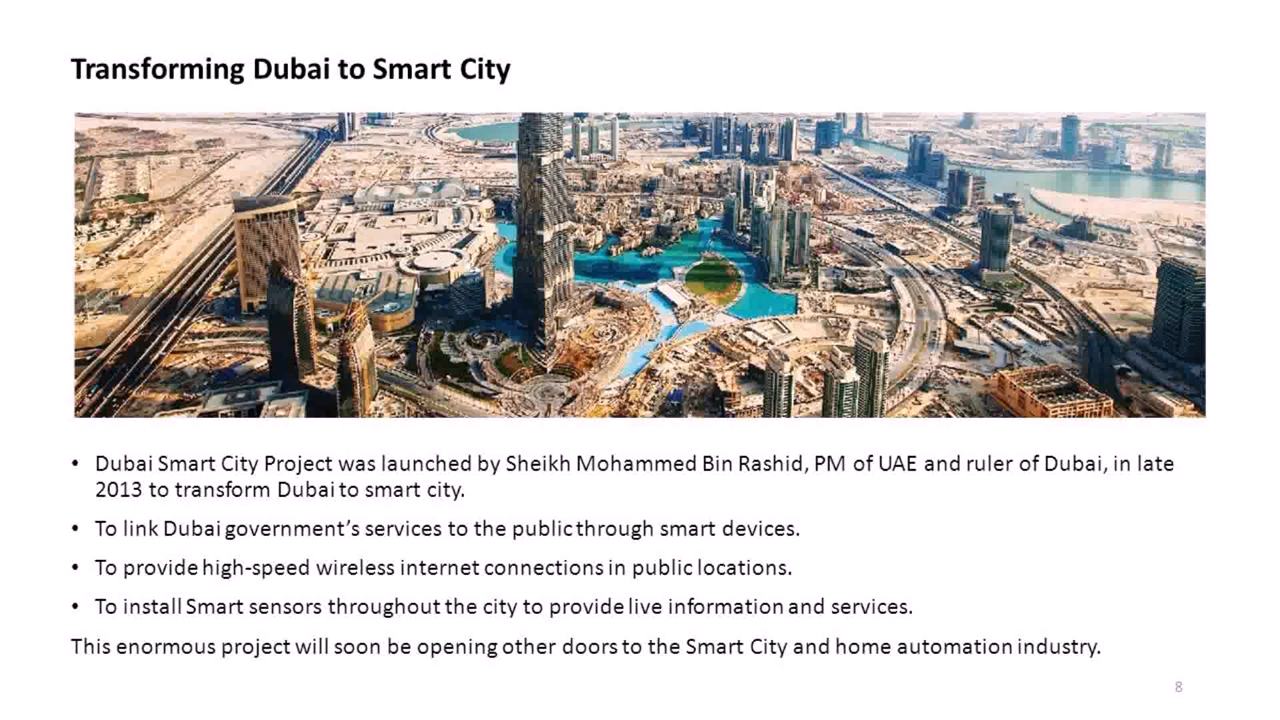 Transforming Dubai to Smart City
• Dubai Smart City Project was launched by Sheikh Mohammed Bin Rashid, PM of UAE and ruler of Dubai, in late
2013 to transform Dubai to smart city.
• To link Dubai government’s services to the public through smart devices.
• To provide high-speed wireless internet connections in public locations.
• To install Smart sensors throughout the city to provide live information and services.
This enormous project will soon be opening other doors to the Smart City and home automation industry.
8